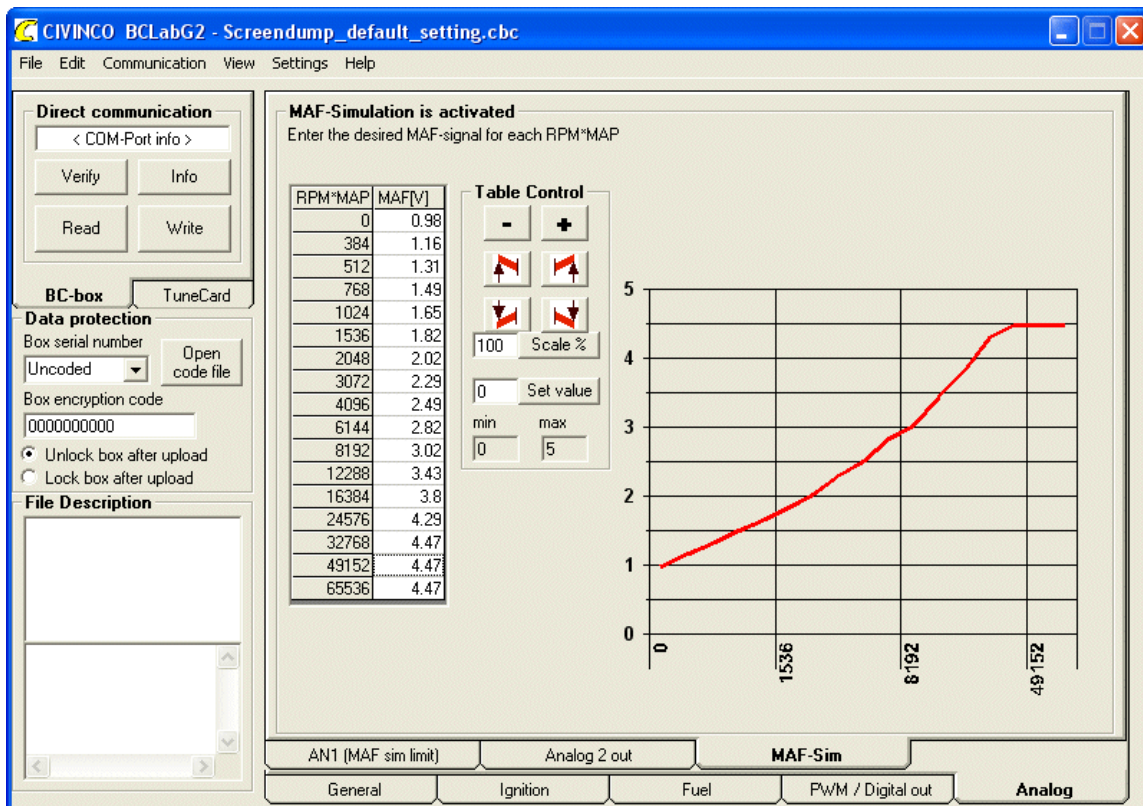 CIVINCO BCLabG2 - Screendump_default_setting.cbc
File Edit Communication View Settings Help
Direct communication
< COM-Port info >
Verify Info
Read Write
BC-box TuneCard
Data protection
Box serial number
Uncoded
Open code file
Box encryption code
0000000000
Unlock box after upload
Lock box after upload
File Description
MAF-Simulation is activated
Enter the desired MAF-signal for each RPM*MAP
RPM*MAP MAF[V]
0 0.98
384 1.16
512 1.31
768 1.49
1024 1.65
1536 1.82
2048 2.02
3072 2.29
4096 2.49
6144 2.82
8192 3.02
12288 3.43
16384 3.8
24576 4.29
32768 4.47
49152 4.47
65536 4.47
Table Control
- +
100 Scale %
0 Set value
min max
0 5
5
4
3
2
1
0
0 1536 8192 49152
AN1 (MAF sim limit) Analog 2 out MAF-Sim
General Ignition Fuel PWM / Digital out Analog